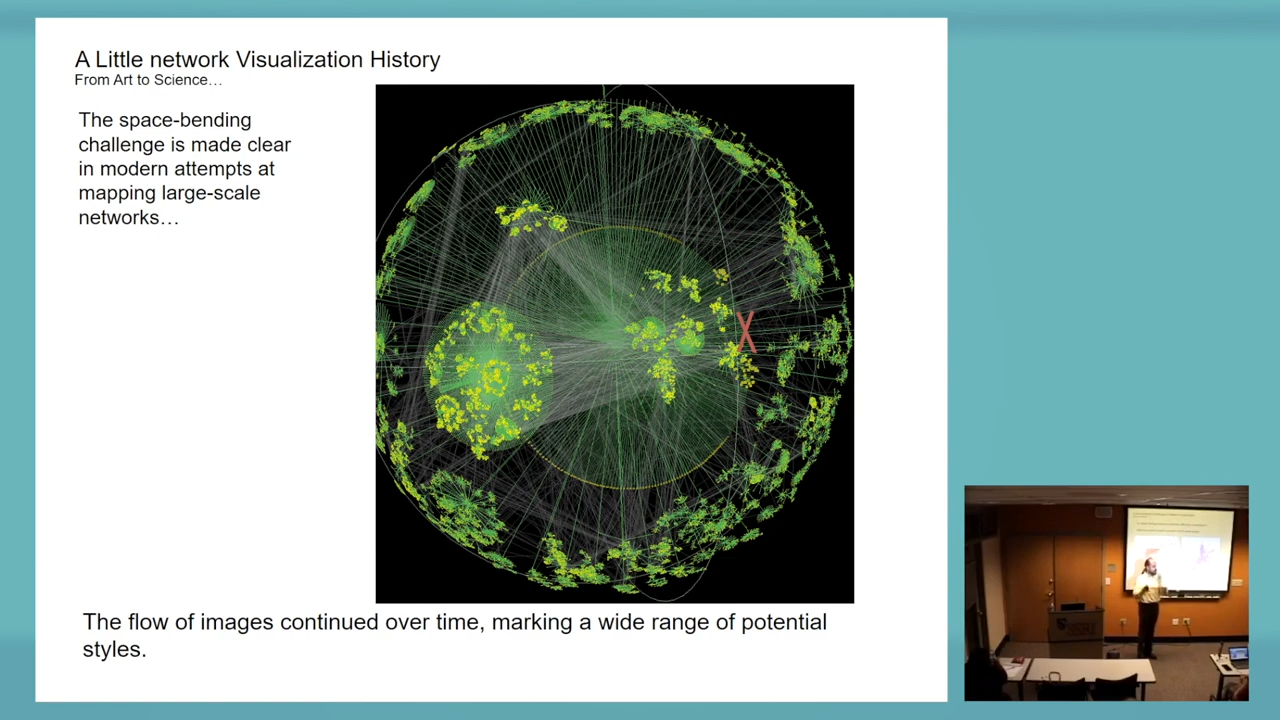 A Little network Visualization History
From Art to Science…
The space-bending
challenge is made clear
in modern attempts at
mapping large-scale
networks…
X
The flow of images continued over time, marking a wide range of potential
styles.